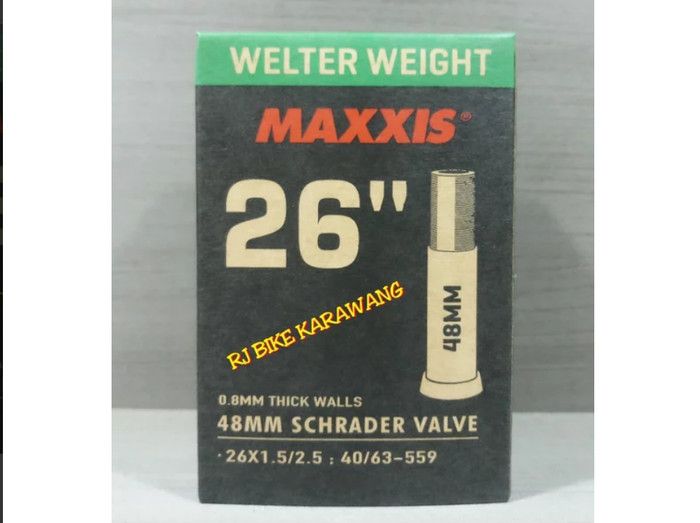 WELTER WEIGHT
MAXXIS®
26"
48MM
RJ BIKE KARAWANG
0.8MM THICK WALLS
48MM SCHRADER VALVE
·26X1.5/2.5 ; 40/63-559